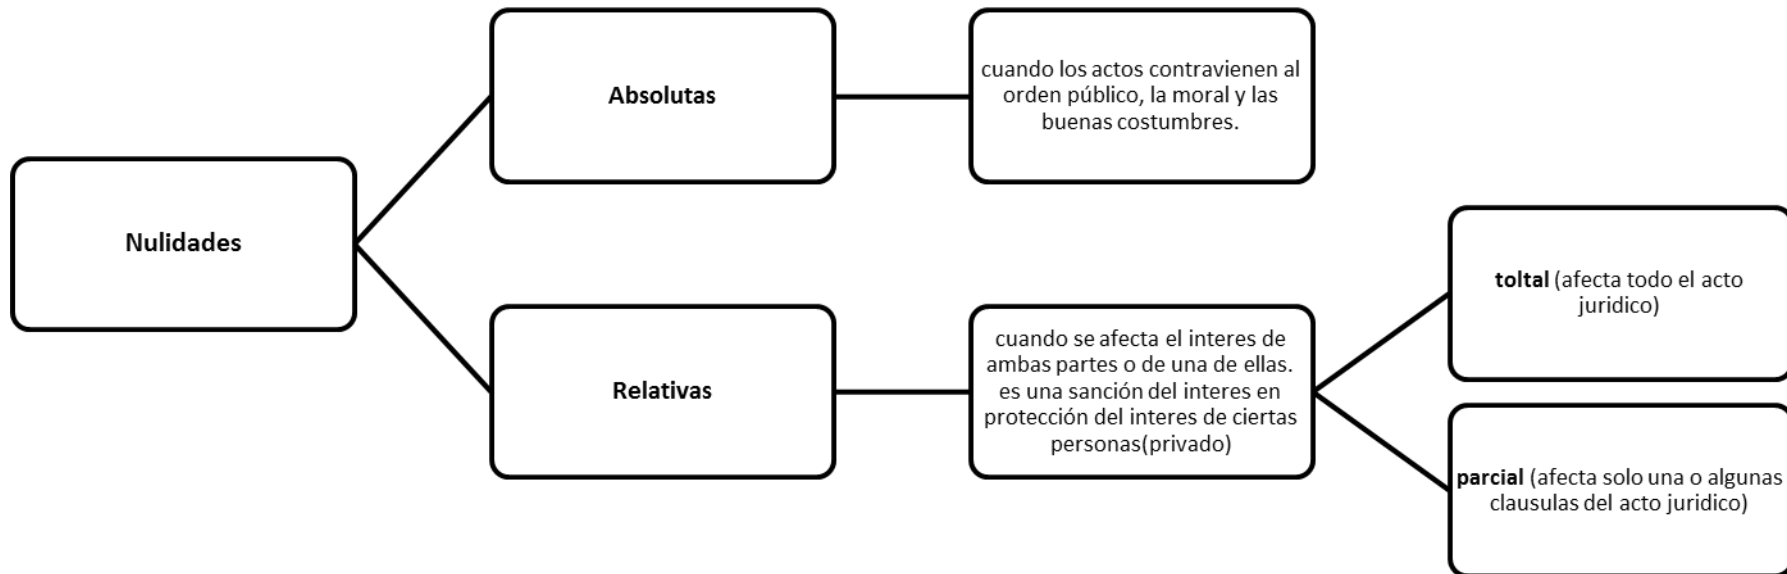 Nulidades
Absolutas
cuando los actos contravienen al
orden público, la moral y las
buenas costumbres.
Relativas
cuando se afecta el interes de
ambas partes o de una de ellas.
es una sanción del interes en
protección del interes de ciertas
personas(privado)
toltal (afecta todo el acto
juridico)
parcial (afecta solo una o algunas
clausulas del acto juridico)